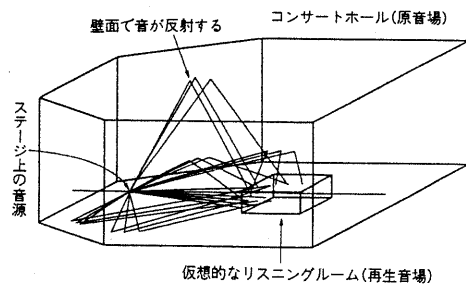 コンサートホール(原音場)
壁面で音が反射する
ステージ上の音源
仮想的なリスニングルーム(再生音場)